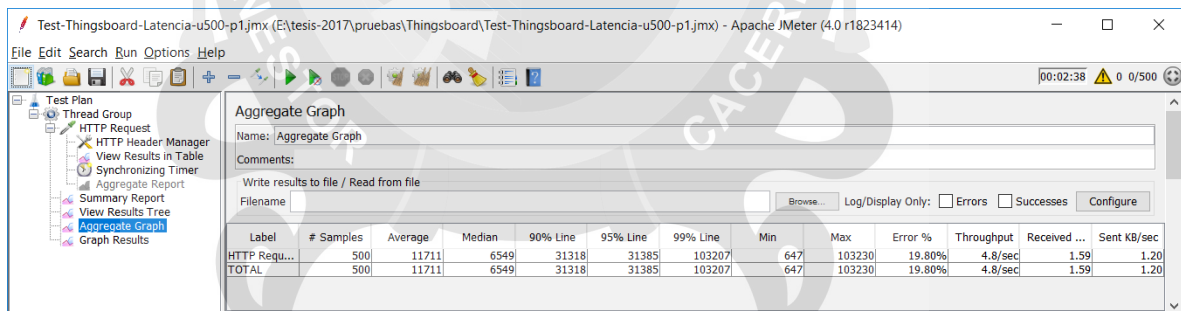 Test-Thingsboard-Latencia-u500-p1.jmx (E:\tesis-2017\pruebas\Thingsboard\Test-Thingsboard-Latencia-u500-p1.jmx) - Apache JMeter (4.0 r1823414)
File Edit Search Run Options Help
00:02:38 0 0/500
Test Plan
Thread Group
HTTP Request
HTTP Header Manager
View Results in Table
Synchronizing Timer
Aggregate Report
Summary Report
View Results Tree
Aggregate Graph
Graph Results
Aggregate Graph
Name: Aggregate Graph
Comments:
Write results to file / Read from file
Filename Browse... Log/Display Only: Errors Successes Configure
Label # Samples Average Median 90% Line 95% Line 99% Line Min Max Error % Throughput Received ... Sent KB/sec
HTTP Requ... 500 11711 6549 31318 31385 103207 647 103230 19.80% 4.8/sec 1.59 1.20
TOTAL 500 11711 6549 31318 31385 103207 647 103230 19.80% 4.8/sec 1.59 1.20
NESTOR
CACER